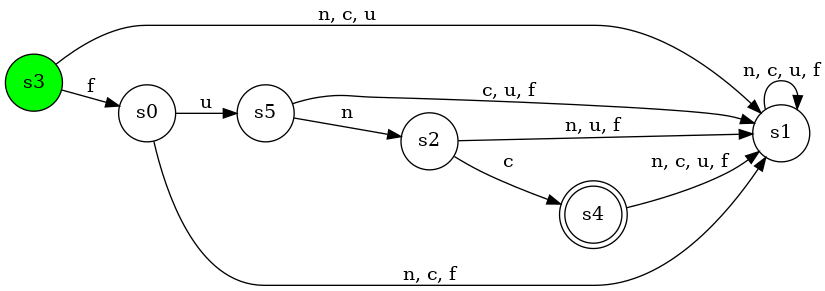 n, c, u
s3
f
s0
u
s5
c, u, f
n
s2
n, u, f
c
s4
n, c, u, f
n, c, u, f
s1
n, c, f